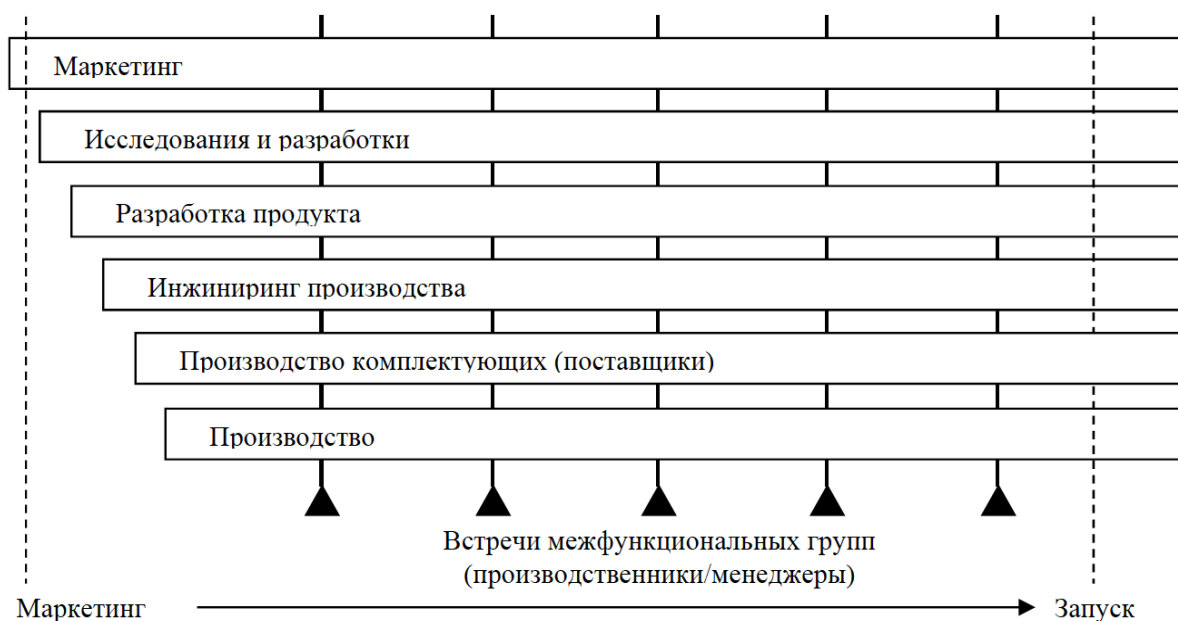 Маркетинг
Исследования и разработки
Разработка продукта
Инжиниринг производства
Производство комплектующих (поставщики)
Производство
Встречи межфункциональных групп
(производственники/менеджеры)
Маркетинг
Запуск